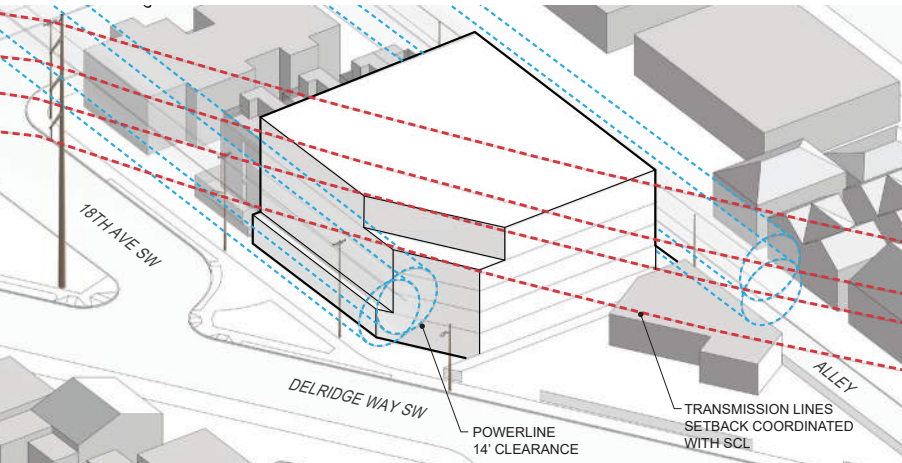 18TH AVE SW
DELRIDGE WAY SW
POWERLINE
14' CLEARANCE
TRANSMISSION LINES
SETBACK COORDINATED
WITH SCL
ALLEY